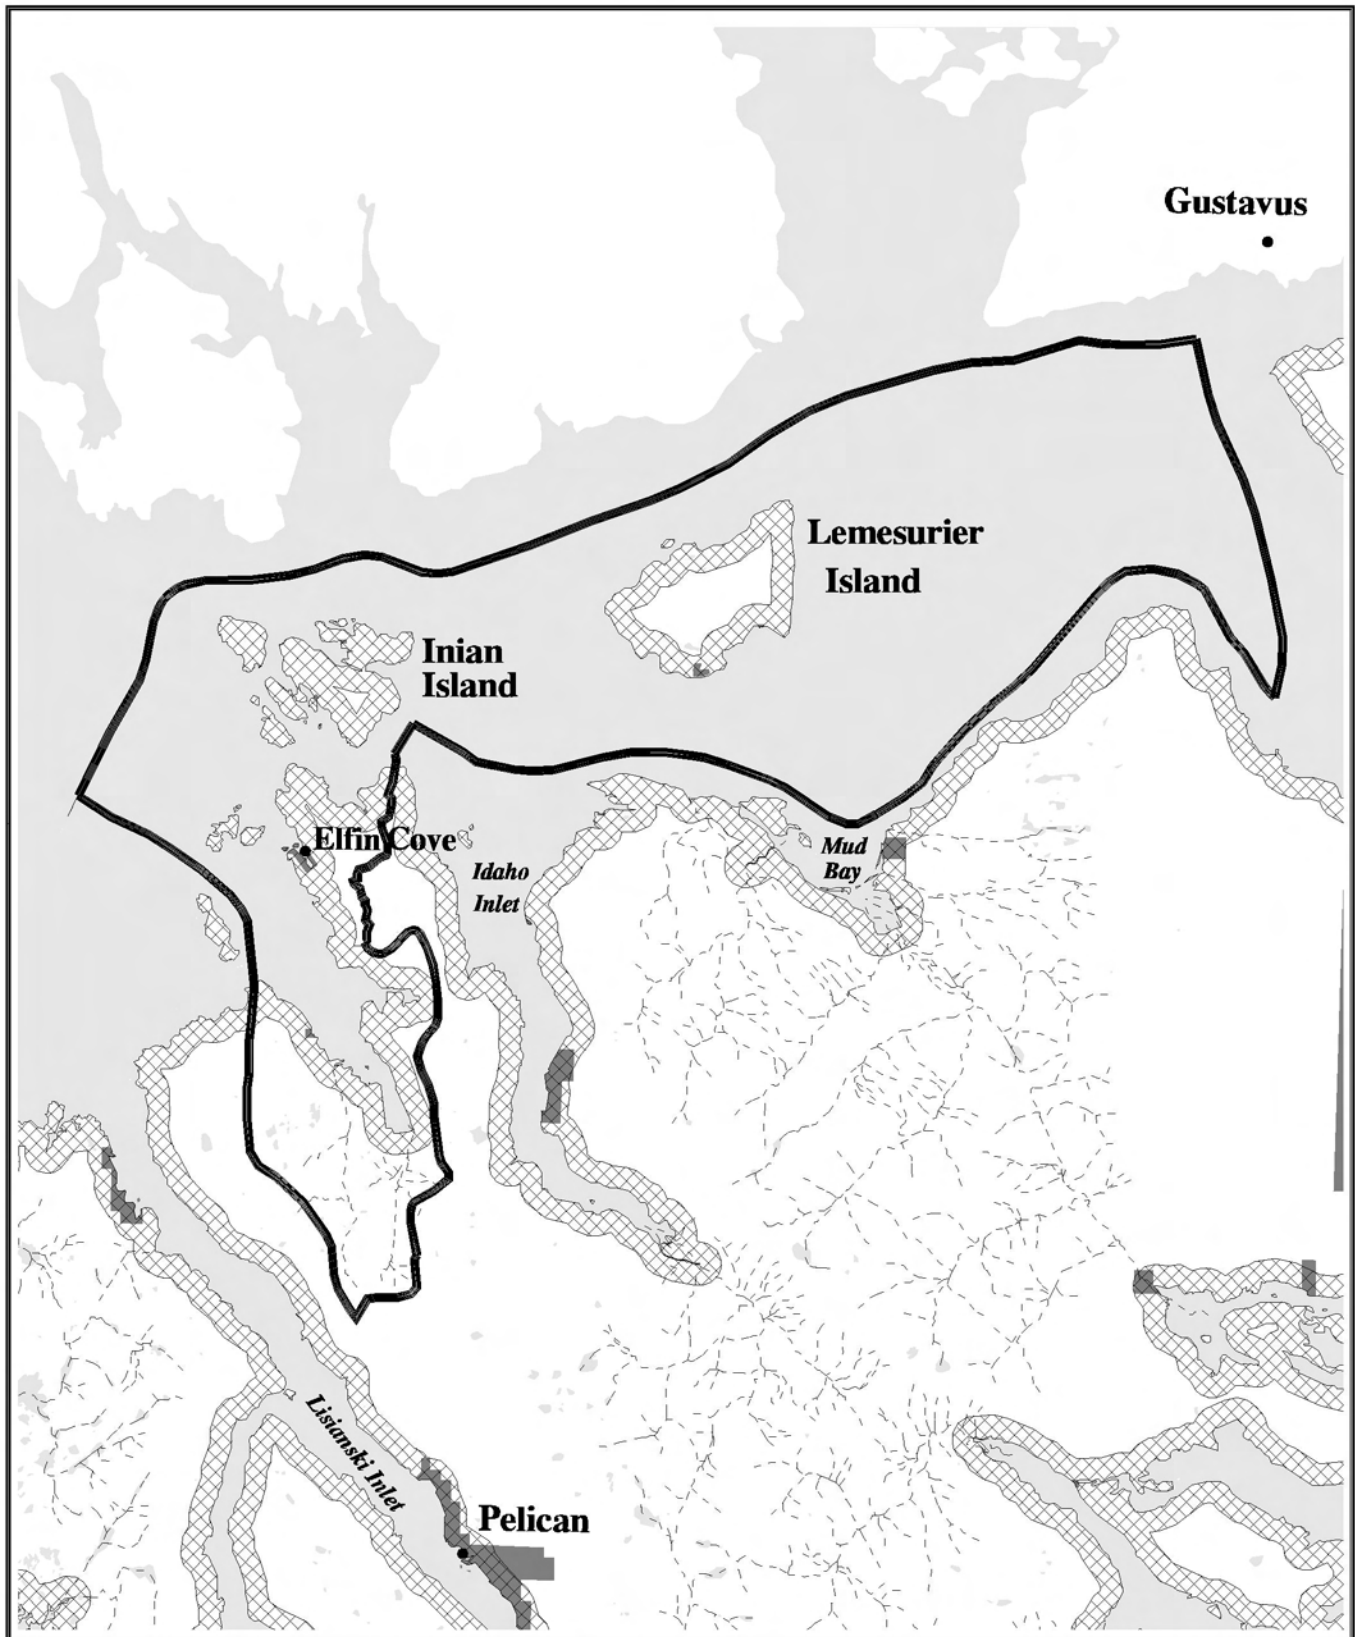 Gustavus
Lemesurier
Island
Inian
Island
Elfin Cove
Idaho
Inlet
Mud
Bay
Lisianski Inlet
Pelican